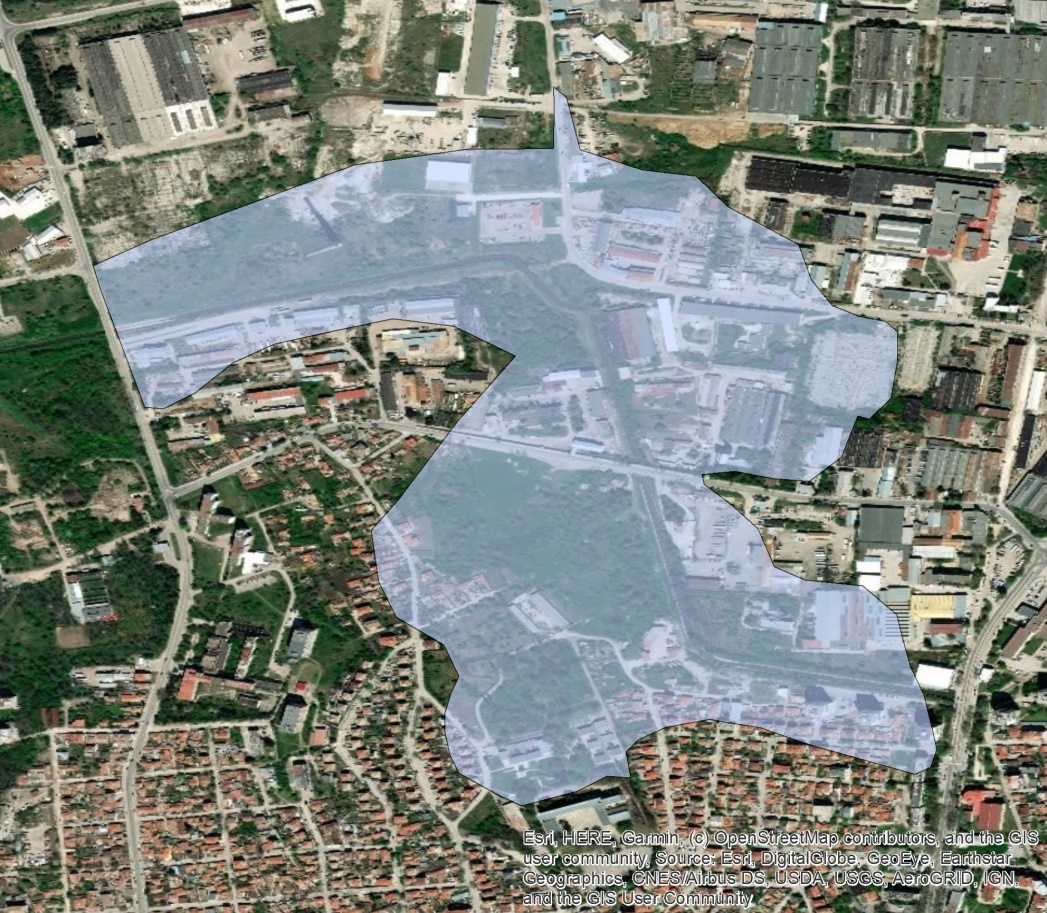 Esri, HERE, Garmin, (c) OpenStreetMap contributors, and the GIS
user community, Source: Esri, DigitalGlobe, GeoEye, Earthstar
Geographics, CNES/Airbus DS, USDA, USGS, AeroGRID, IGN,
and the GIS User Community